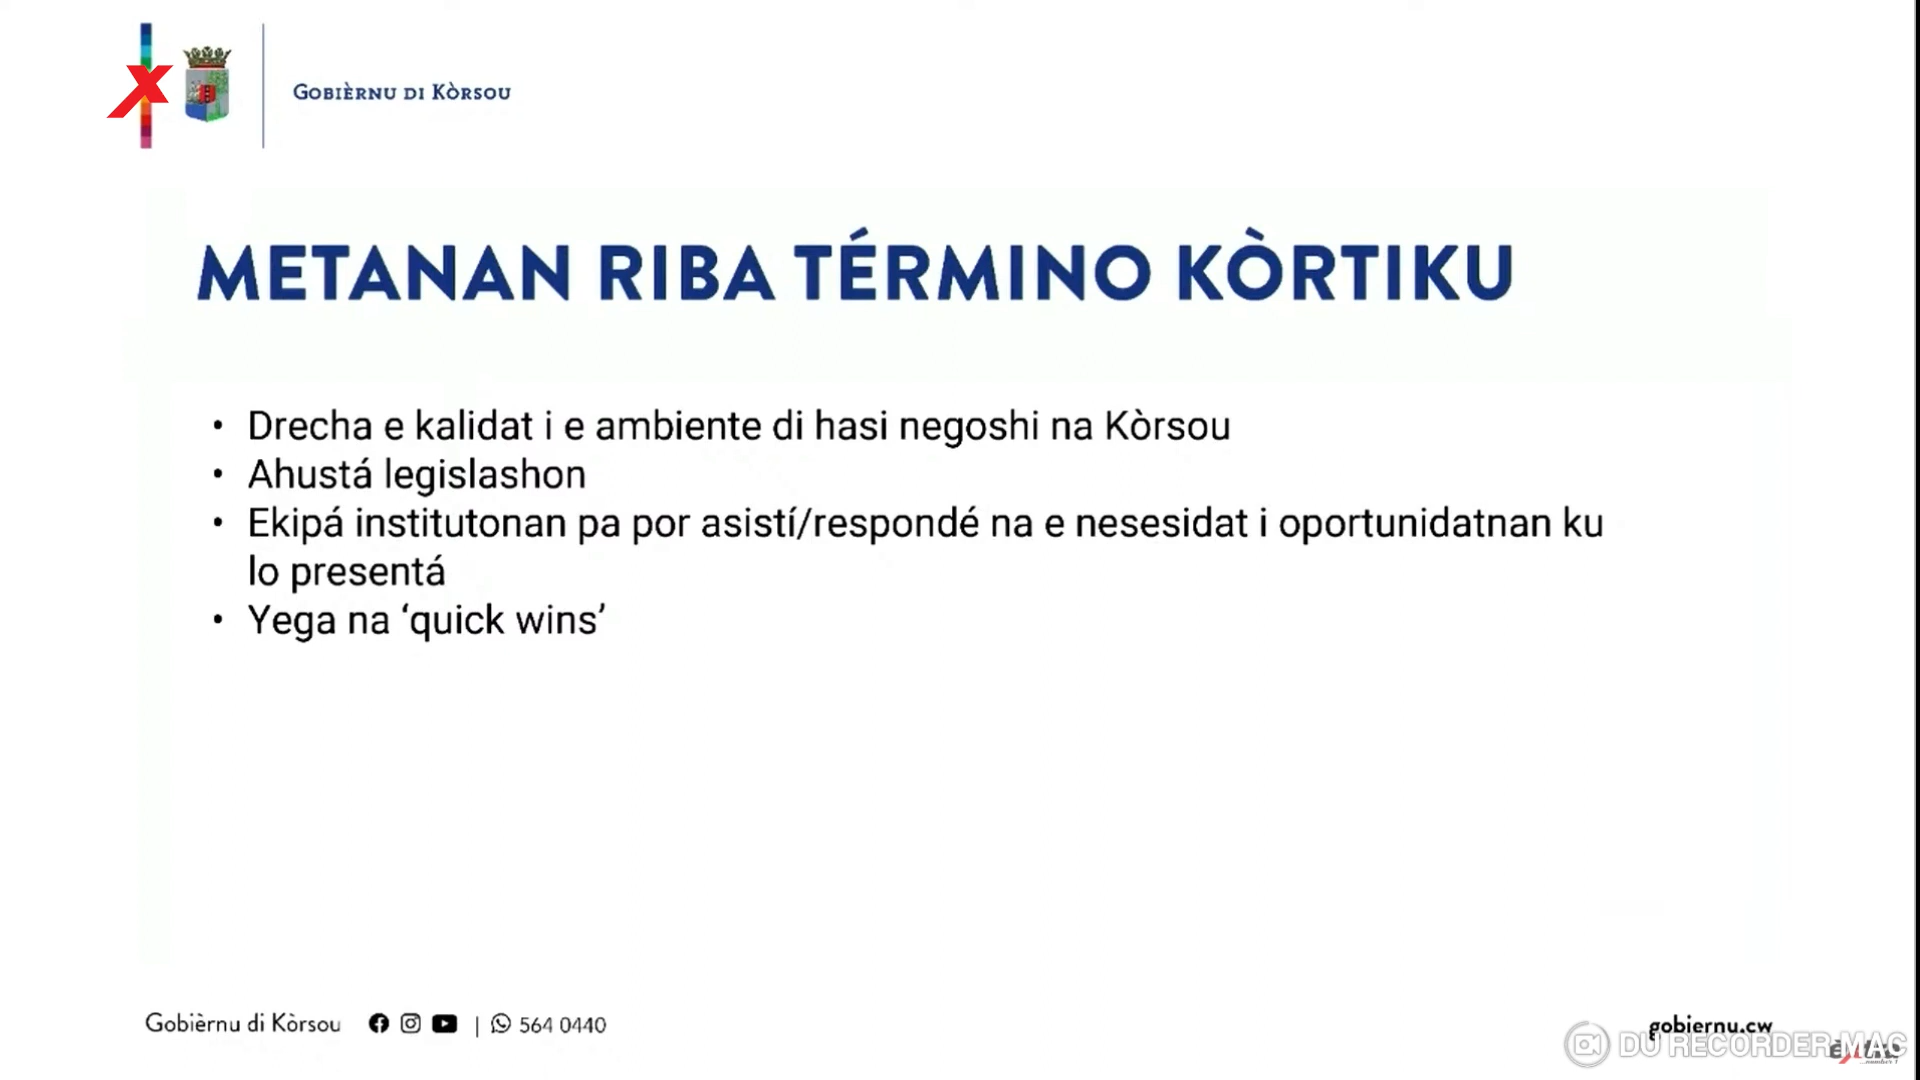 Gobièrnu di Kòrsou
METANAN RIBA TÉRMINO KÒRTIKU
• Drecha e kalidat i e ambiente di hasi negoshi na Kòrsou
• Ahustá legislashon
• Ekipá institutonan pa por asistí/respondé na e nesesidat i oportunidatnan ku
lo presentá
• Yega na ‘quick wins’
Gobièrnu di Kòrsou | 564 0440
gobiernu.cw
DU RECORDER MAC